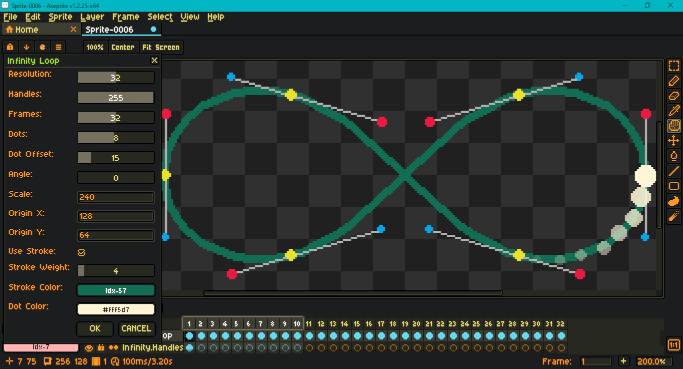 Sprite-0006 - Aseprite v1.2.25-x64
File Edit Sprite Layer Frame Select View Help
Home Sprite-0006
100% Center Fit Screen
Infinity Loop
Resolution: 32
Handles: 255
Frames: 32
Dots: 8
Dot Offset: 15
Angle: 0
Scale: 240
Origin X: 128
Origin Y: 64
Use Stroke:
Stroke Weight: 4
Stroke Color: Idx-57
Dot Color: #fff5d7
OK CANCEL
1 2 3 4 5 6 7 8 9 10 11 12 13 14 15 16 17 18 19 20 21 22 23 24 25 26 27 28 29 30 31 32
Idx-7 Infinity.Handles
7 75 256 128 1 100ms/3.20s Frame: 1 + 200.0%
1:1